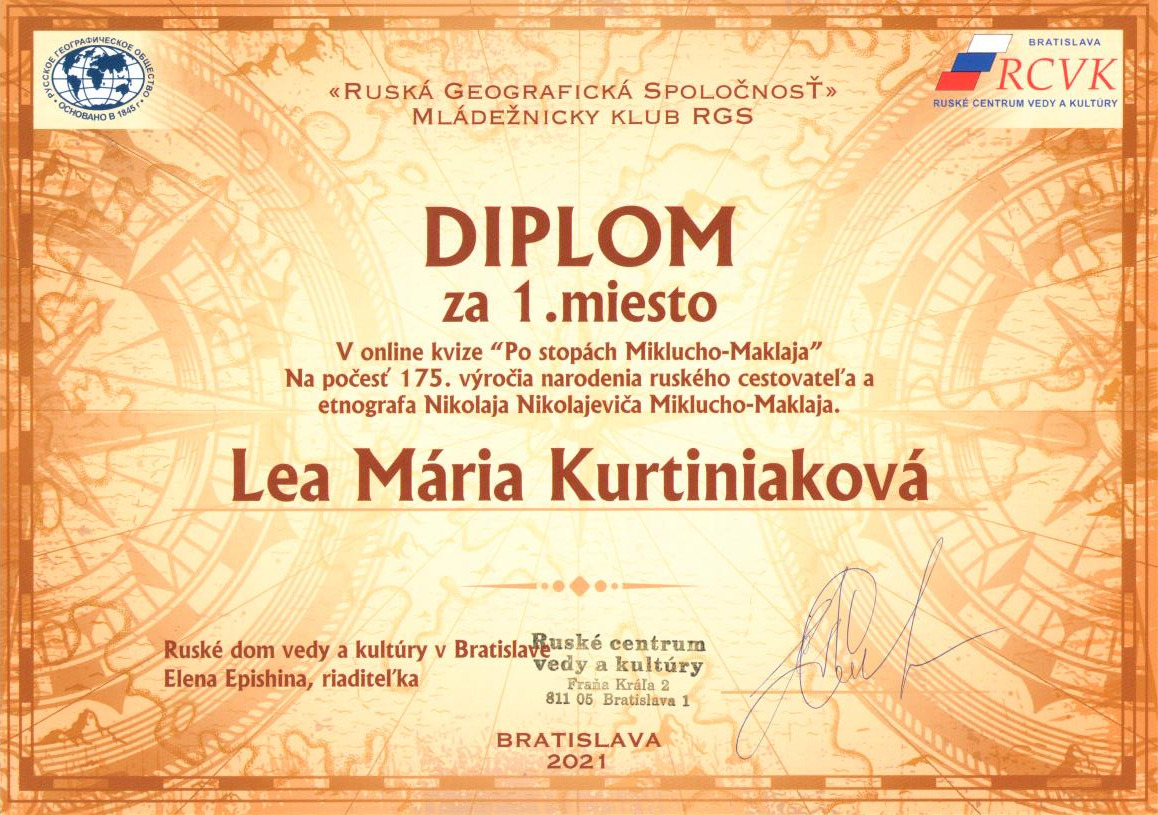 РУССКОЕ ГЕОГРАФИЧЕСКОЕ ОБЩЕСТВО
• ОСНОВАНО В 1845 г. •
BRATISLAVA
RCVK
RUSKÉ CENTRUM VEDY A KULTÚRY
«RUSKÁ GEOGRAFICKÁ SPOLOČNOSŤ»
MLÁDEŽNICKY KLUB RGS
DIPLOM
za 1.miesto
V online kvize “Po stopách Miklucho-Maklaja”
Na počesť 175. výročia narodenia ruského cestovateľa a
etnografa Nikolaja Nikolajeviča Miklucho-Maklaja.
Lea Mária Kurtiniaková
Ruské dom vedy a kultúry v Bratislave
Elena Epishina, riaditeľka
Ruské centrum
vedy a kultúry
Fraňa Kráľa 2
811 05 Bratislava 1
BRATISLAVA
2021